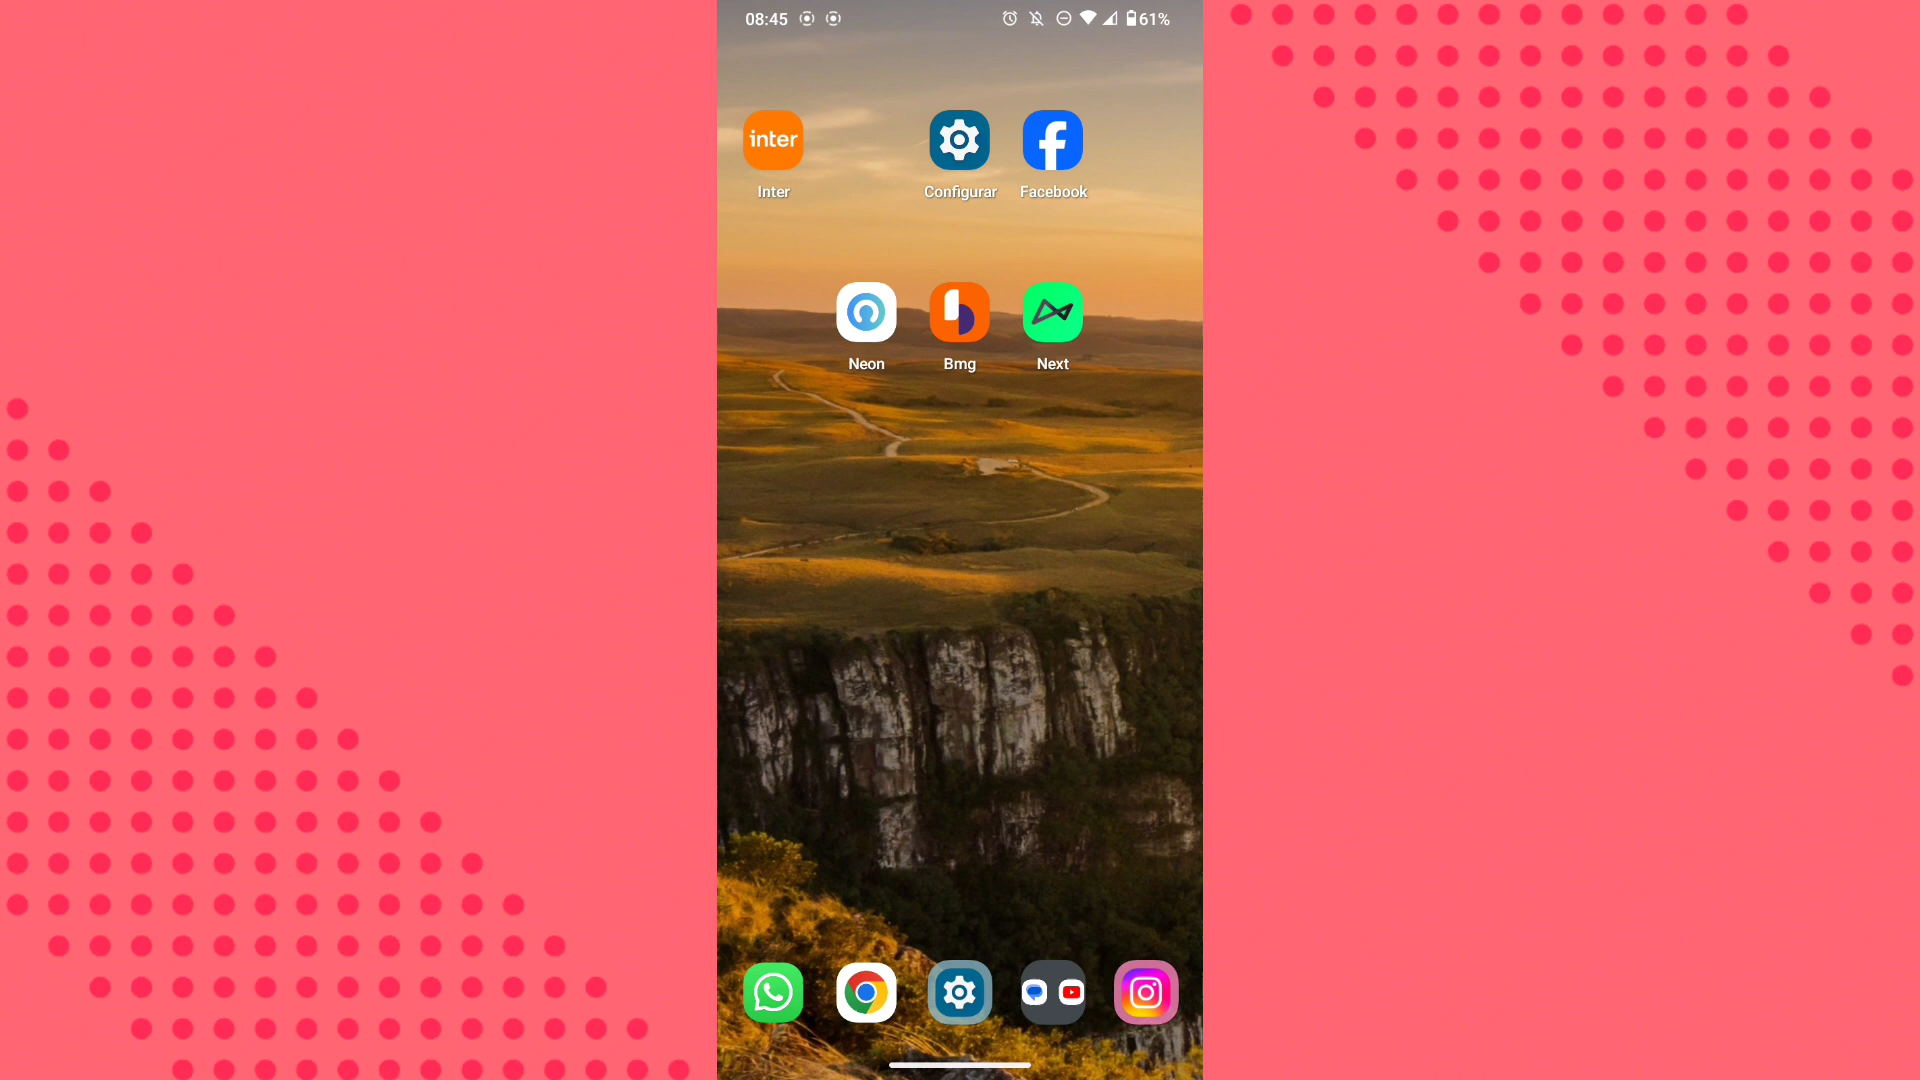 08:45
61%
inter
Inter
Configurar
Facebook
Neon
Bmg
Next